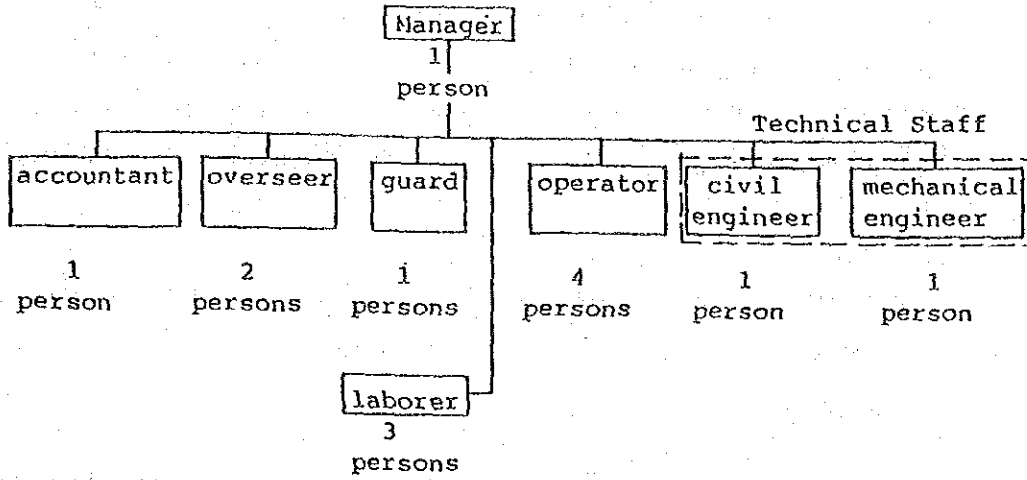 Manager
1
person
Technical Staff
accountant
overseer
guard
operator
civil
engineer
mechanical
engineer
1
person
2
persons
1
persons
4
persons
1
person
1
person
laborer
3
persons